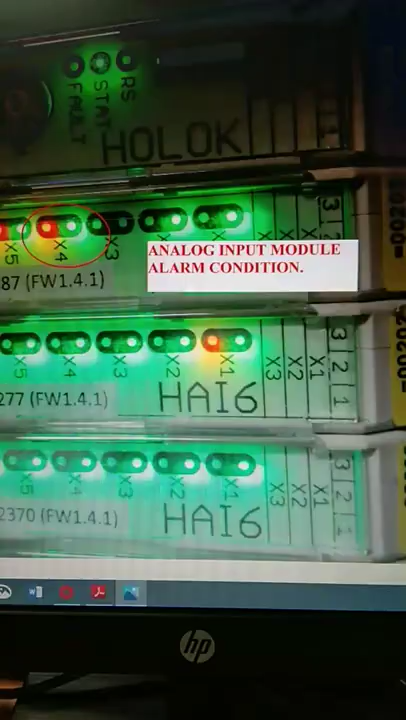 FAULT STAT RS
HOLOK
X5 X4 X3
3
=0020
ANALOG INPUT MODULE
ALARM CONDITION.
87 (FW1.4.1)
X5 X4 X3 X2 X1
X3 X2 X1
3 2 1
277 (FW1.4.1)
HAI6
X5 X4 X3 X2 X1
X3 X2 X1
3 2 1
2370 (FW1.4.1)
HAI6
hp